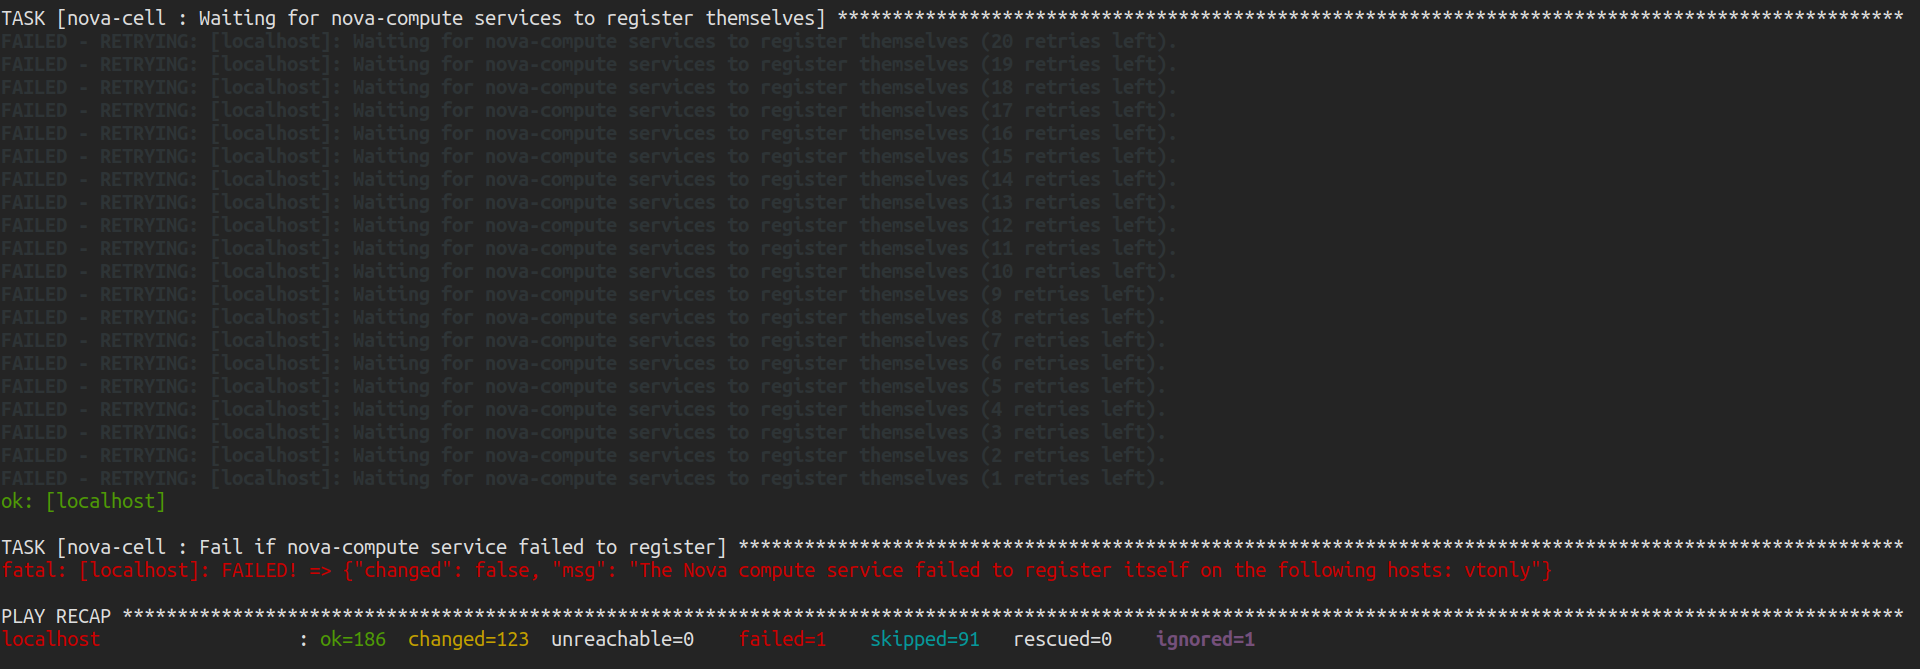 TASK [nova-cell : Waiting for nova-compute services to register themselves] *************************************************************************************************
FAILED - RETRYING: [localhost]: Waiting for nova-compute services to register themselves (20 retries left).
FAILED - RETRYING: [localhost]: Waiting for nova-compute services to register themselves (19 retries left).
FAILED - RETRYING: [localhost]: Waiting for nova-compute services to register themselves (18 retries left).
FAILED - RETRYING: [localhost]: Waiting for nova-compute services to register themselves (17 retries left).
FAILED - RETRYING: [localhost]: Waiting for nova-compute services to register themselves (16 retries left).
FAILED - RETRYING: [localhost]: Waiting for nova-compute services to register themselves (15 retries left).
FAILED - RETRYING: [localhost]: Waiting for nova-compute services to register themselves (14 retries left).
FAILED - RETRYING: [localhost]: Waiting for nova-compute services to register themselves (13 retries left).
FAILED - RETRYING: [localhost]: Waiting for nova-compute services to register themselves (12 retries left).
FAILED - RETRYING: [localhost]: Waiting for nova-compute services to register themselves (11 retries left).
FAILED - RETRYING: [localhost]: Waiting for nova-compute services to register themselves (10 retries left).
FAILED - RETRYING: [localhost]: Waiting for nova-compute services to register themselves (9 retries left).
FAILED - RETRYING: [localhost]: Waiting for nova-compute services to register themselves (8 retries left).
FAILED - RETRYING: [localhost]: Waiting for nova-compute services to register themselves (7 retries left).
FAILED - RETRYING: [localhost]: Waiting for nova-compute services to register themselves (6 retries left).
FAILED - RETRYING: [localhost]: Waiting for nova-compute services to register themselves (5 retries left).
FAILED - RETRYING: [localhost]: Waiting for nova-compute services to register themselves (4 retries left).
FAILED - RETRYING: [localhost]: Waiting for nova-compute services to register themselves (3 retries left).
FAILED - RETRYING: [localhost]: Waiting for nova-compute services to register themselves (2 retries left).
FAILED - RETRYING: [localhost]: Waiting for nova-compute services to register themselves (1 retries left).
ok: [localhost]
TASK [nova-cell : Fail if nova-compute service failed to register] **********************************************************************************************************
fatal: [localhost]: FAILED! => {"changed": false, "msg": "The Nova compute service failed to register itself on the following hosts: vtonly"}
PLAY RECAP ******************************************************************************************************************************************************************
localhost : ok=186 changed=123 unreachable=0 failed=1 skipped=91 rescued=0 ignored=1